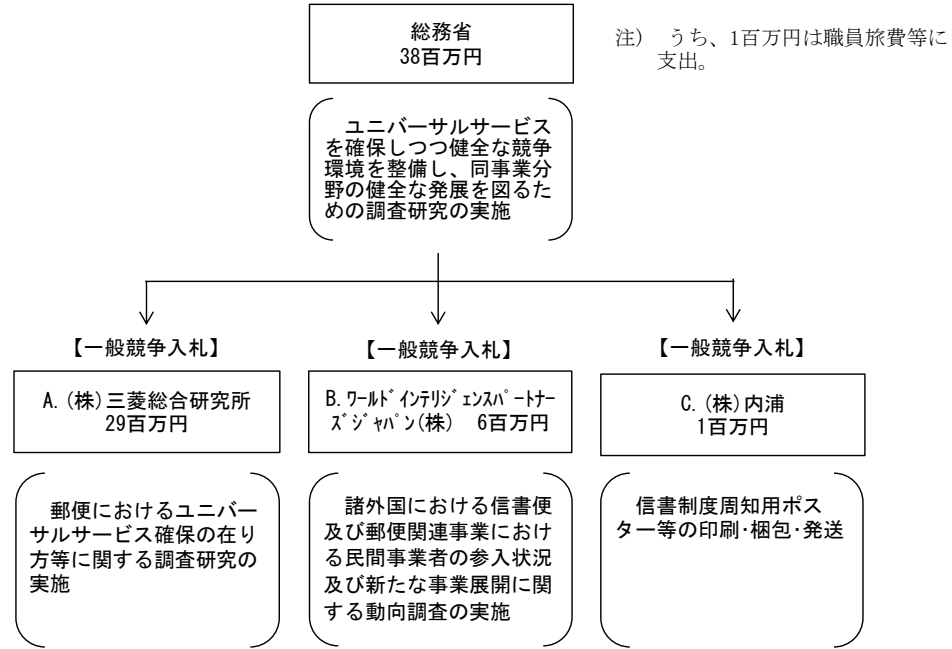 総務省
38百万円
注)　うち、1百万円は職員旅費等に
支出。
ユニバーサルサービス
を確保しつつ健全な競争
環境を整備し、同事業分
野の健全な発展を図るた
めの調査研究の実施
【一般競争入札】
A.(株)三菱総合研究所
29百万円
郵便におけるユニバー
サルサービス確保の在り
方等に関する調査研究の
実施
【一般競争入札】
B.ﾜｰﾙﾄﾞｲﾝﾃﾘｼﾞｪﾝｽﾊﾟｰﾄﾅｰ
ｽﾞｼﾞｬﾊﾟﾝ(株)　6百万円
諸外国における信書便
及び郵便関連事業におけ
る民間事業者の参入状況
及び新たな事業展開に関
する動向調査の実施
【一般競争入札】
C.(株)内浦
1百万円
信書制度周知用ポス
ター等の印刷･梱包･発送